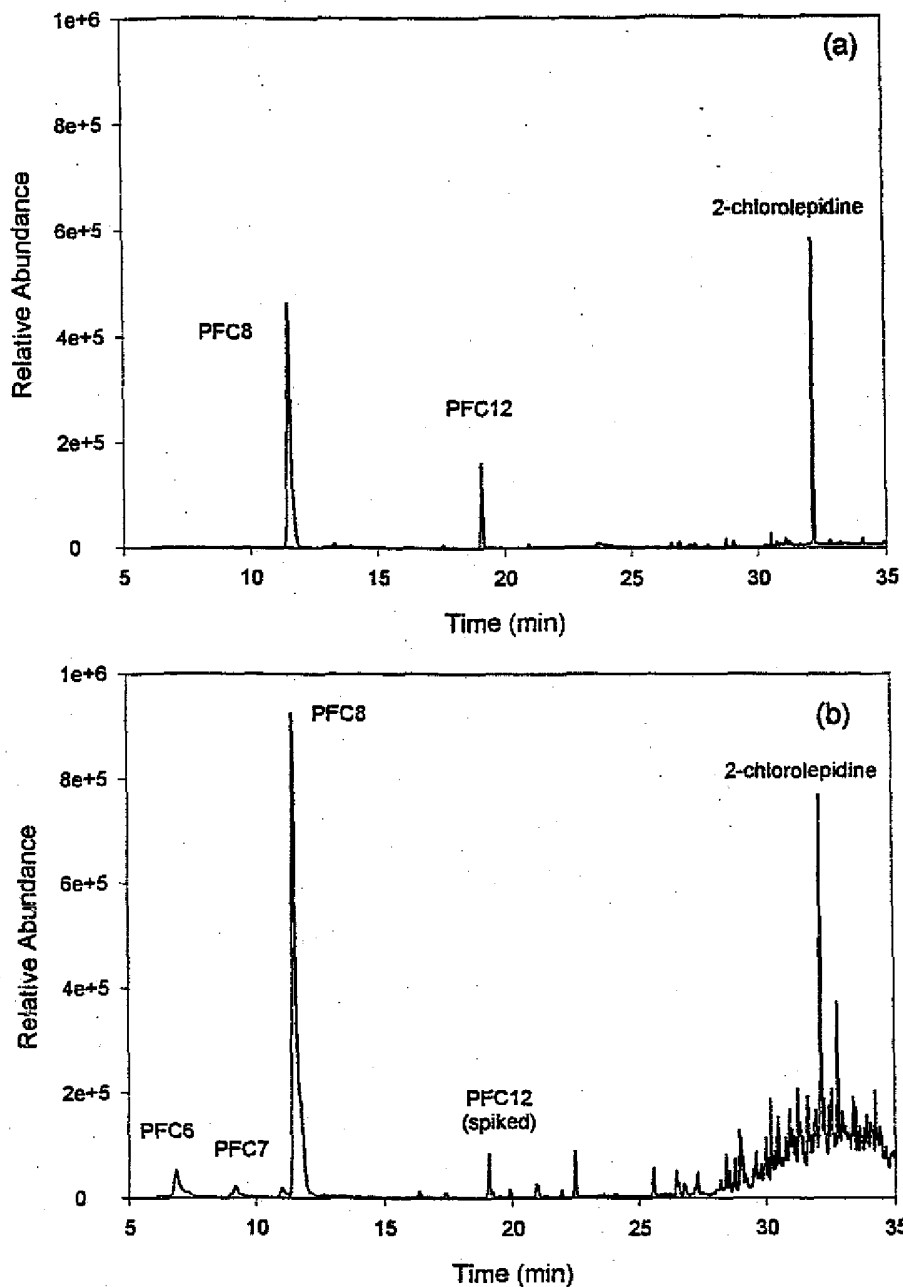 (a)
1e+6
8e+5
6e+5
4e+5
2e+5
0
Relative Abundance
PFC8
PFC12
2-chlorolepidine
5 10 15 20 25 30 35
Time (min)
(b)
1e+6
8e+5
6e+5
4e+5
2e+5
0
Relative Abundance
PFC6
PFC7
PFC8
PFC12
(spiked)
2-chlorolepidine
5 10 15 20 25 30 35
Time (min)